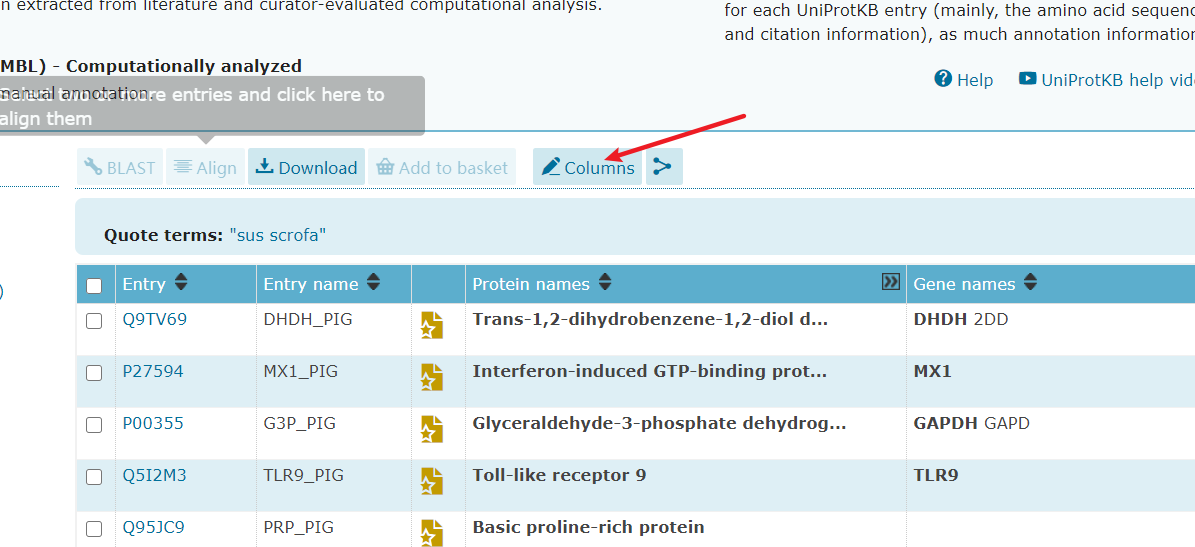 n extracted from literature and curator-evaluated computational analysis.
for each UniProtKB entry (mainly, the amino acid sequenc
and citation information), as much annotation information
MBL) - Computationally analyzed
manual annotation.
Select two or more entries and click here to
align them
Help UniProtKB help vide
BLAST Align Download Add to basket Columns
)
Quote terms: "sus scrofa"
Entry Entry name Protein names Gene names
Q9TV69 DHDH_PIG Trans-1,2-dihydrobenzene-1,2-diol d... DHDH 2DD
P27594 MX1_PIG Interferon-induced GTP-binding prot... MX1
P00355 G3P_PIG Glyceraldehyde-3-phosphate dehydrog... GAPDH GAPD
Q5I2M3 TLR9_PIG Toll-like receptor 9 TLR9
Q95JC9 PRP_PIG Basic proline-rich protein